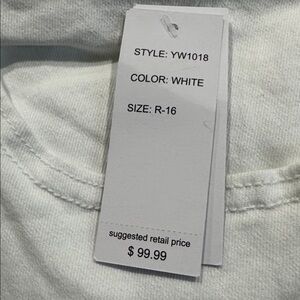 STYLE: YW1018
COLOR: WHITE
SIZE: R-16
suggested retail price
$ 99.99